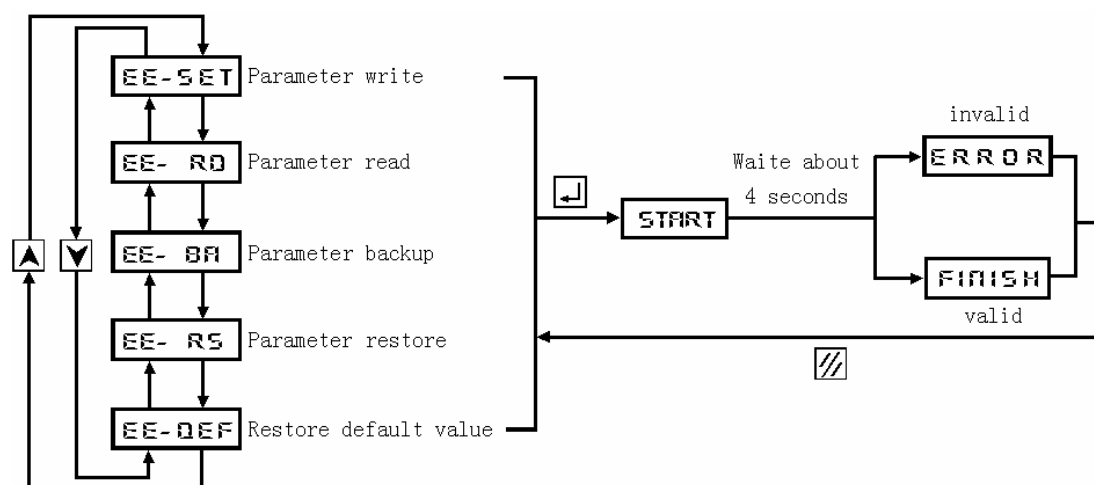 EE-SET Parameter write
EE- RD Parameter read
EE- BA Parameter backup
EE- RS Parameter restore
EE-DEF Restore default value
START
Waite about
4 seconds
invalid
ERROR
FINISH
valid